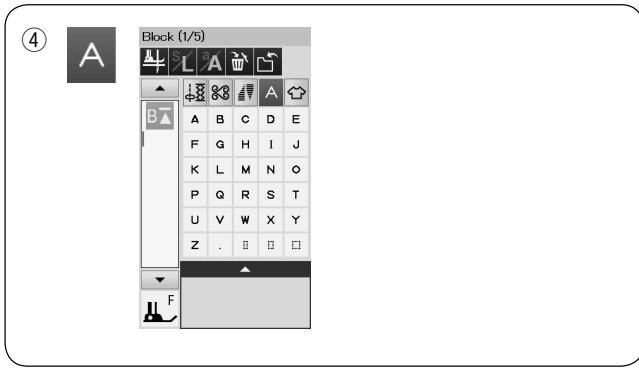 ④
A
Block (1/5)
S L a A
A
B
A B C D E
F G H I J
K L M N O
P Q R S T
U V W X Y
Z .
F